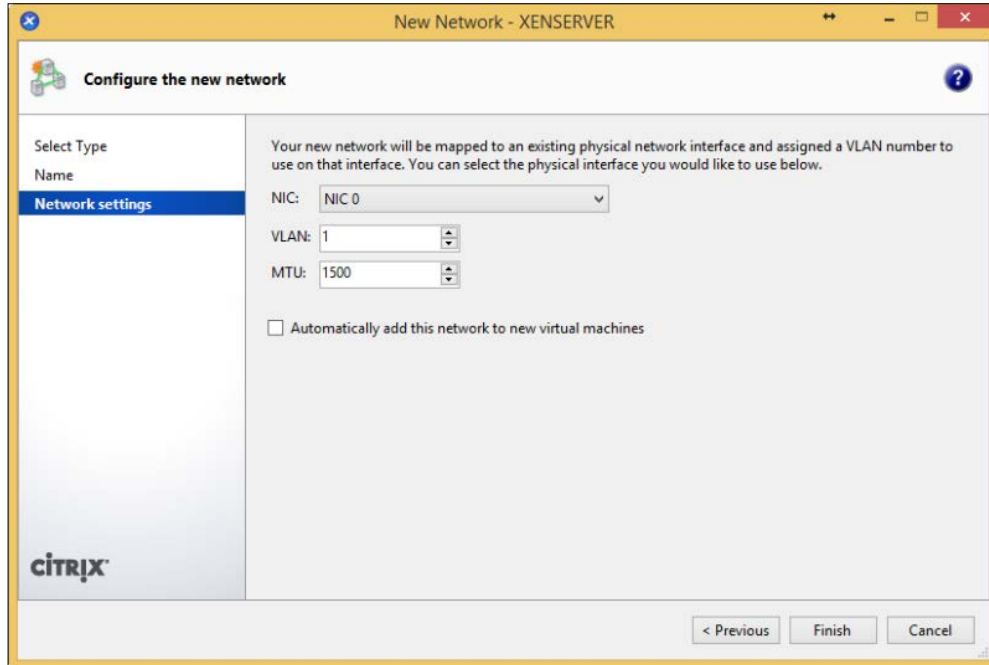 New Network - XENSERVER
Configure the new network
?
Select Type
Name
Network settings
Your new network will be mapped to an existing physical network interface and assigned a VLAN number to
use on that interface. You can select the physical interface you would like to use below.
NIC: NIC 0
VLAN: 1
MTU: 1500
Automatically add this network to new virtual machines
CİTRIX
< Previous Finish Cancel